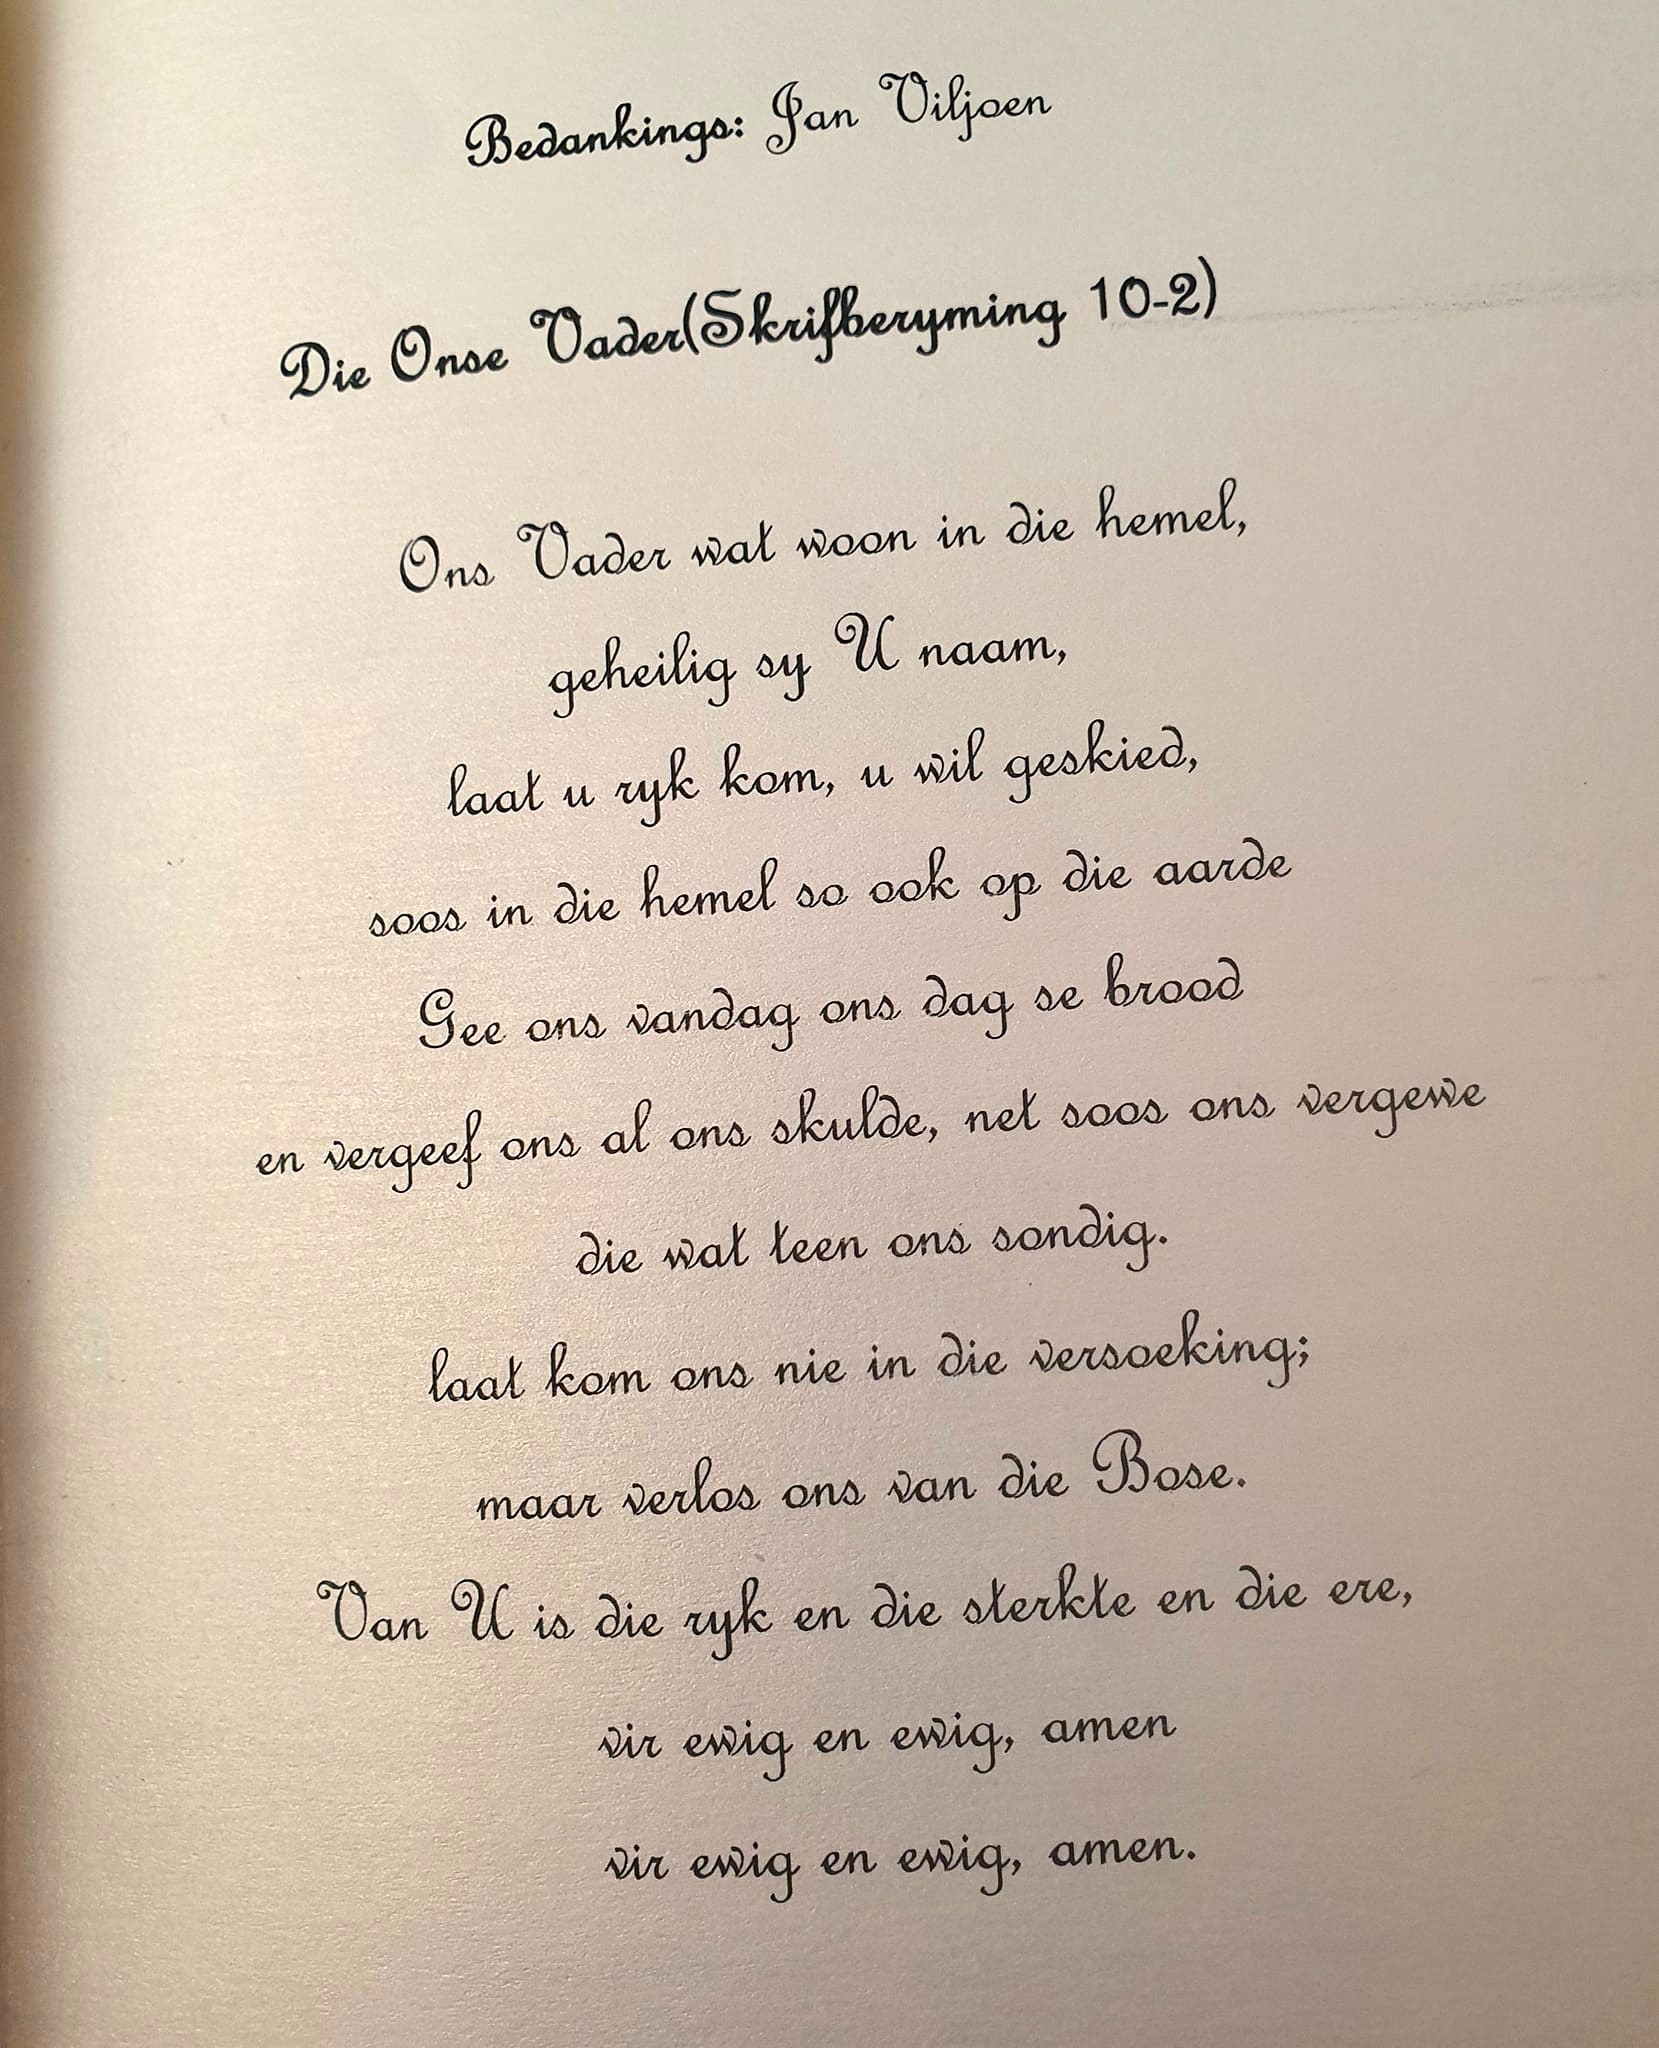 Bedankings: Jan Viljoen
Die Onse Vader(Skrifberyming 10-2)
Ons Vader wat woon in die hemel,
geheilig sy U naam,
laat u ryk kom, u wil geskied,
soos in die hemel so ook op die aarde
Gee ons vandag ons dag se brood
en vergeef ons al ons skulde, net soos ons vergewe
die wat teen ons sondig.
laat kom ons nie in die versoeking;
maar verlos ons van die Bose.
Van U is die ryk en die sterkte en die ere,
vir ewig en ewig, amen
vir ewig en ewig, amen.